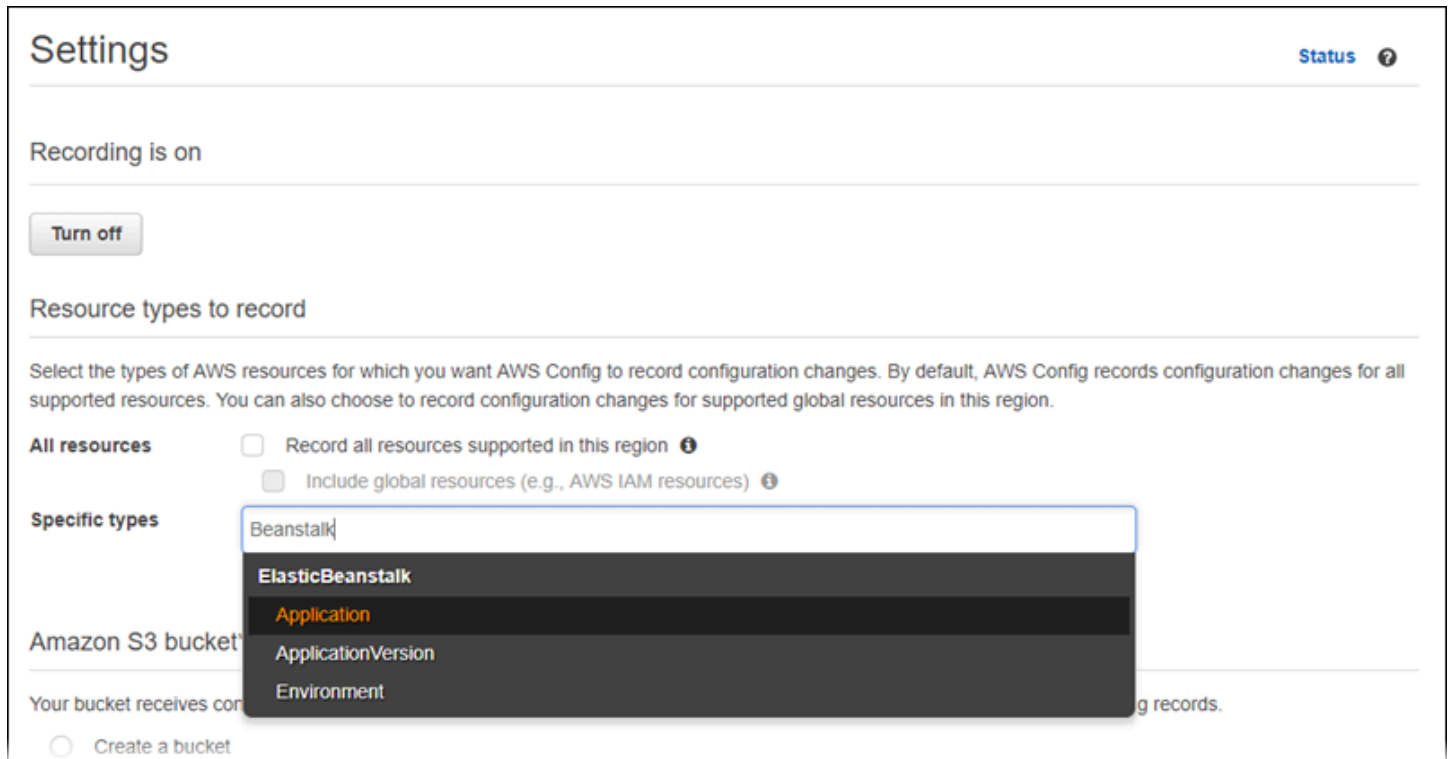 Settings
Status
Recording is on
Turn off
Resource types to record
Select the types of AWS resources for which you want AWS Config to record configuration changes. By default, AWS Config records configuration changes for all
supported resources. You can also choose to record configuration changes for supported global resources in this region.
All resources
Record all resources supported in this region
Include global resources (e.g., AWS IAM resources)
Specific types
Beanstalk
ElasticBeanstalk
Application
ApplicationVersion
Environment
Amazon S3 bucket
Your bucket receives
records.
Create a bucket